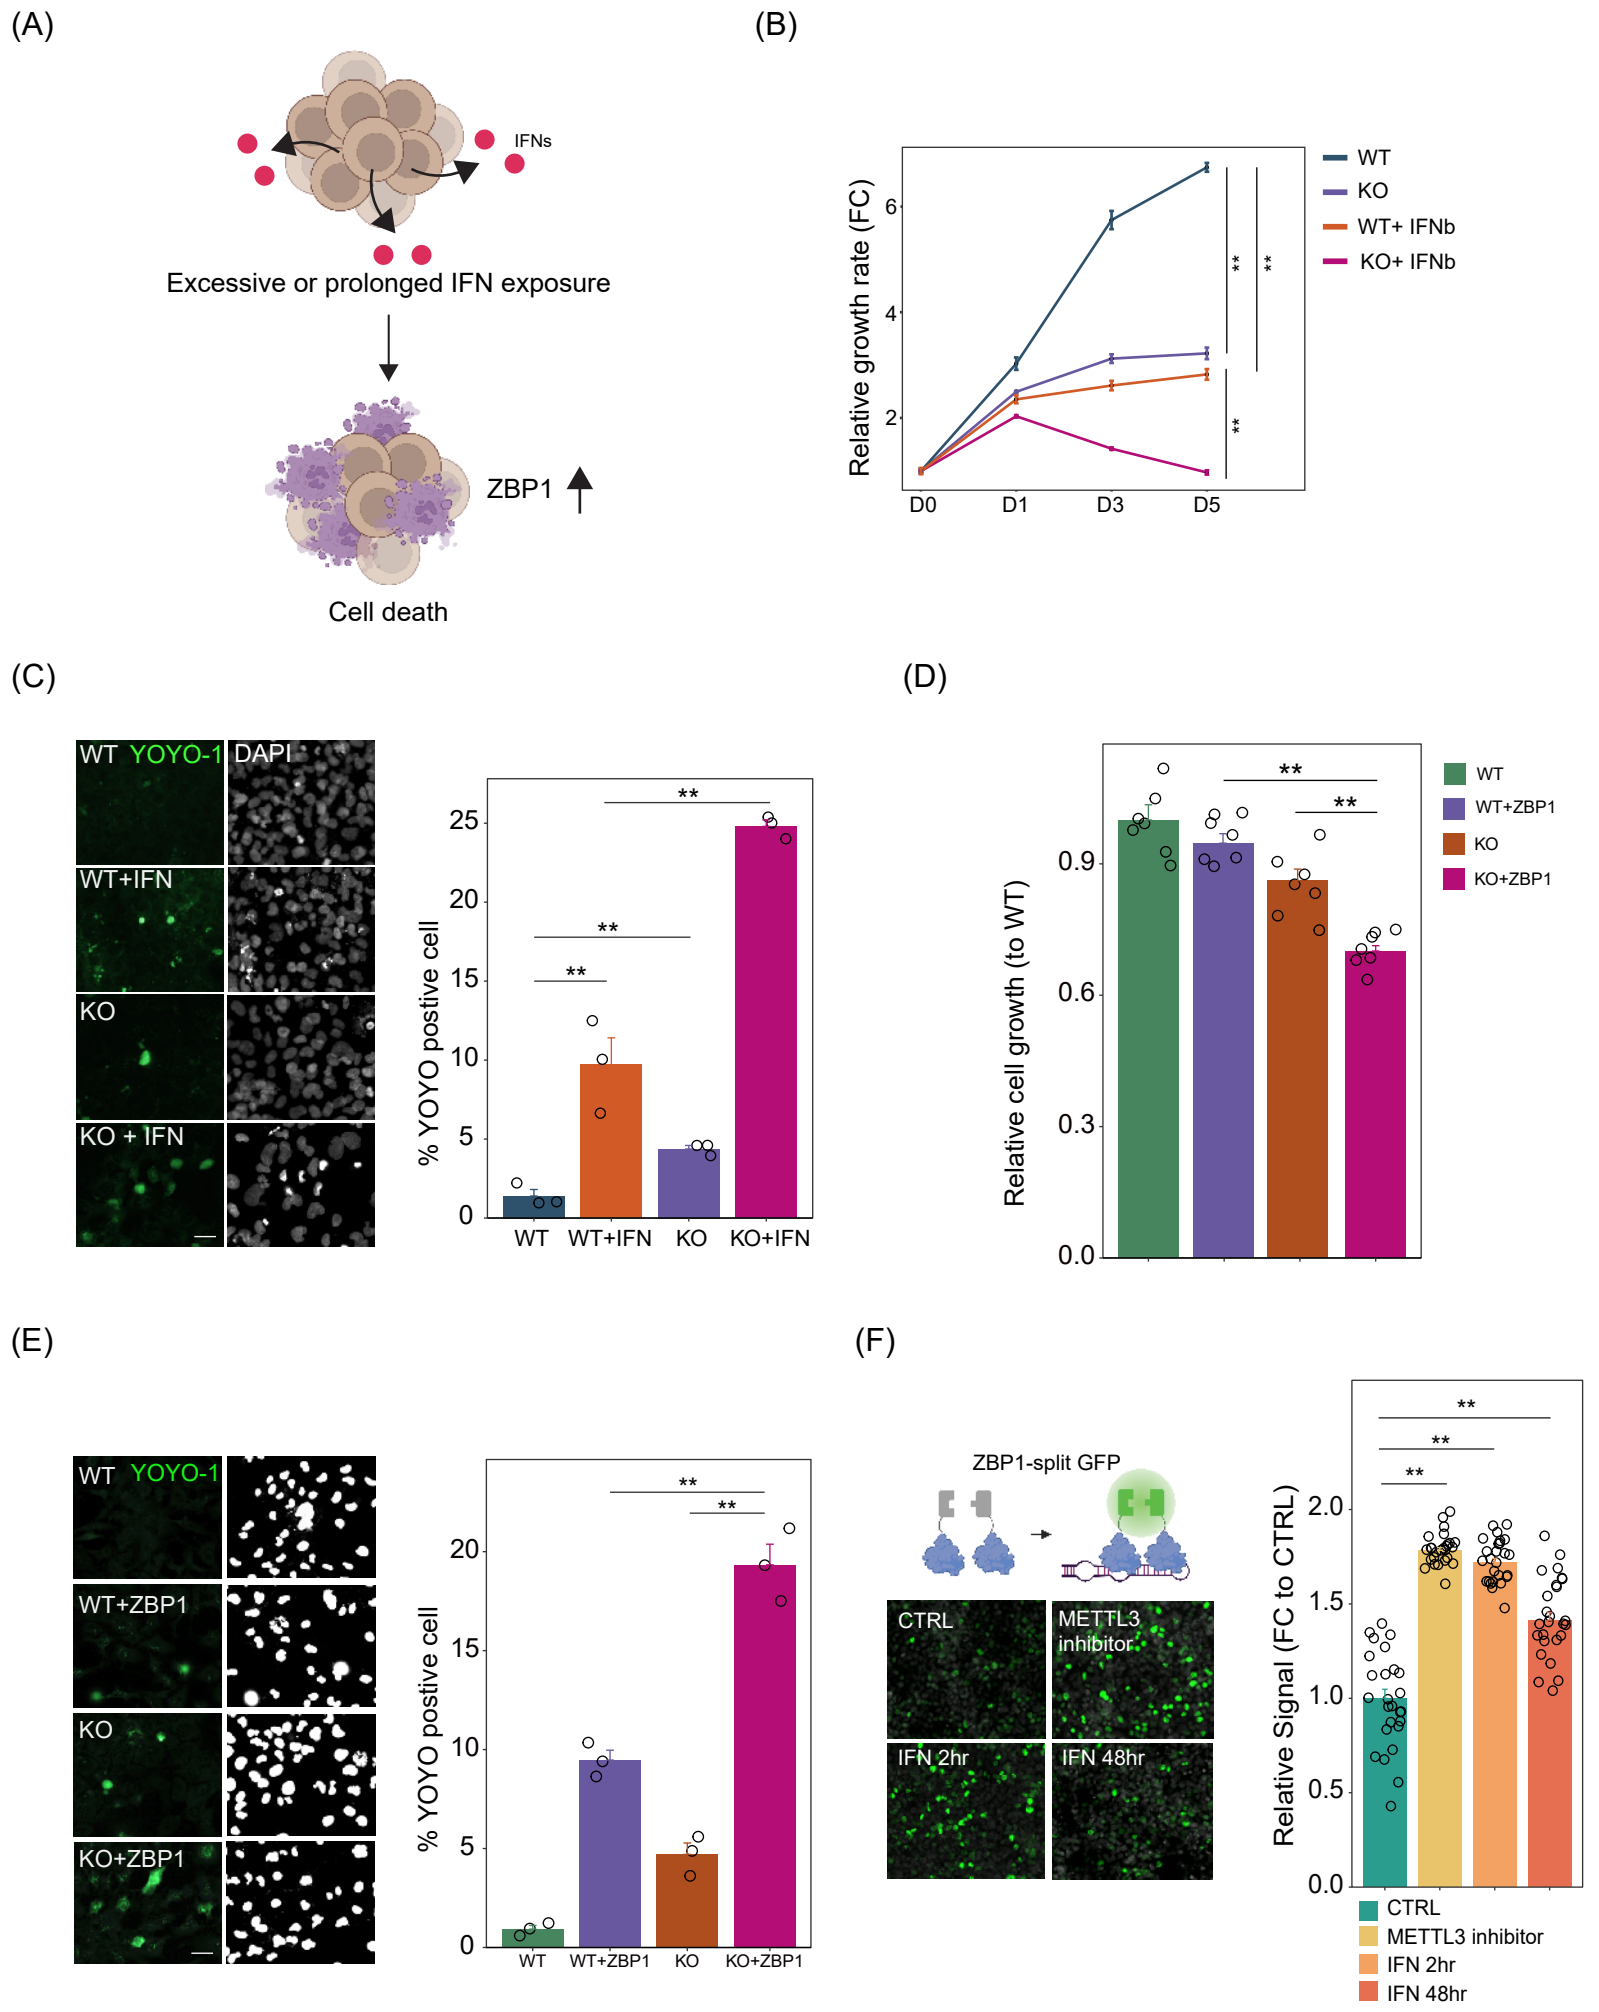 (A)
IFNs
Excessive or prolonged IFN exposure
ZBP1
Cell death
(B)
Relative growth rate (FC)
6
4
2
D0 D1 D3 D5
**
**
**
WT
KO
WT+ IFNb
KO+ IFNb
(C)
WT YOYO-1 DAPI
WT+IFN
KO
KO + IFN
% YOYO postive cell
25
20
15
10
5
0
**
**
**
WT WT+IFN KO KO+IFN
(D)
Relative cell growth (to WT)
0.9
0.6
0.3
0.0
**
**
WT
WT+ZBP1
KO
KO+ZBP1
(E)
WT YOYO-1
WT+ZBP1
KO
KO+ZBP1
% YOYO postive cell
20
15
10
5
0
**
**
WT WT+ZBP1 KO KO+ZBP1
(F)
ZBP1-split GFP
CTRL
METTL3
inhibitor
IFN 2hr
IFN 48hr
Relative Signal (FC to CTRL)
2.0
1.5
1.0
0.5
0.0
**
**
**
CTRL
METTL3 inhibitor
IFN 2hr
IFN 48hr